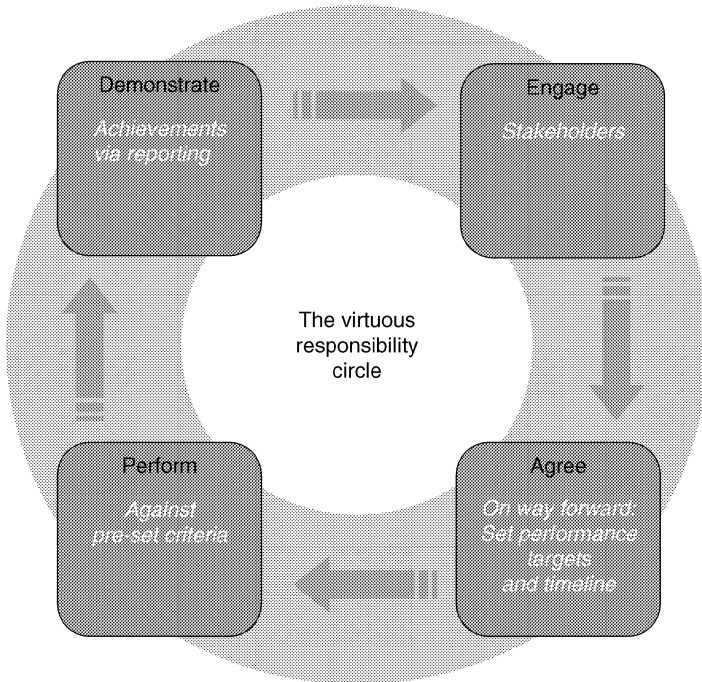 Demonstrate
Achievements
via reporting
Engage
Stakeholders
The virtuous
responsibility
circle
Perform
Against
pre-set criteria
Agree
On way forward:
Set performance
targets
and timeline